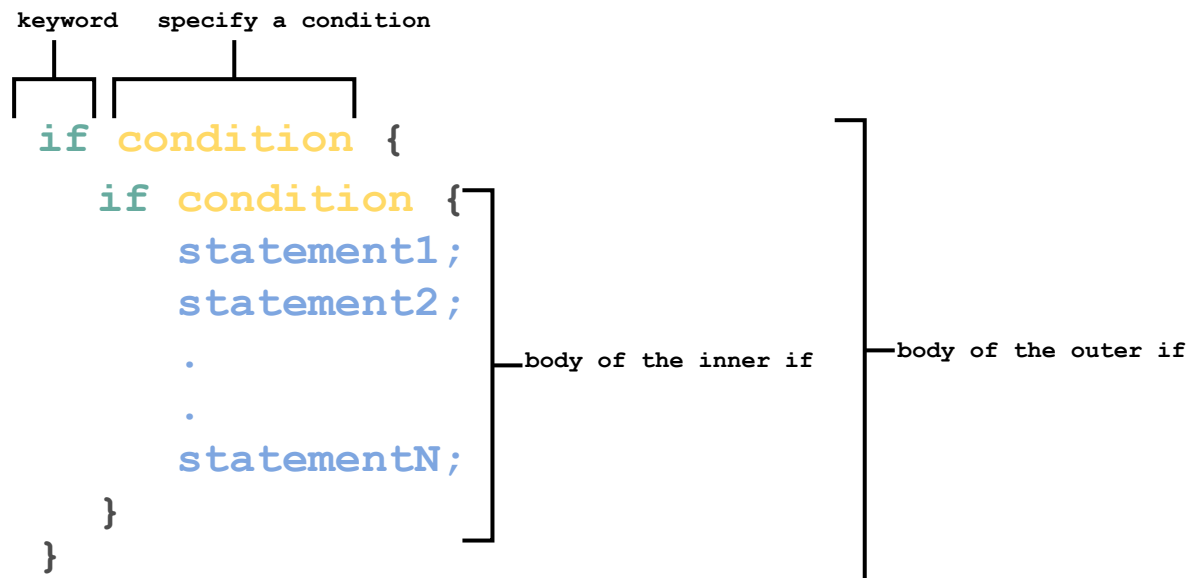 keyword specify a condition
if condition {
if condition {
statement1;
statement2;
.
body of the inner if
body of the outer if
.
statementN;
}
}